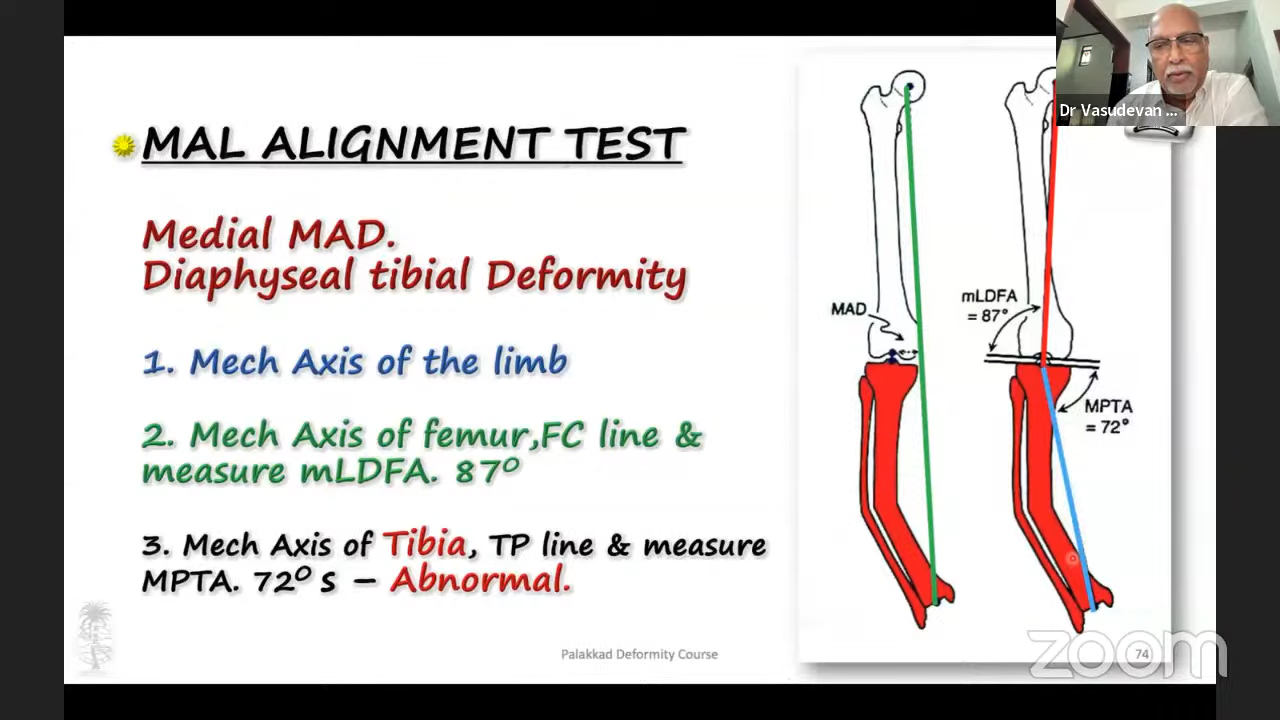 MAL ALIGNMENT TEST
Medial MAD.
Diaphyseal tibial Deformity
1. Mech Axis of the limb
2. Mech Axis of femur,FC line &
measure mLDFA. 87⁰
3. Mech Axis of Tibia, TP line & measure
MPTA. 72⁰ s – Abnormal.
MAD
mLDFA
= 87°
MPTA
= 72°
Dr Vasudevan ...
Palakkad Deformity Course
74
zoom